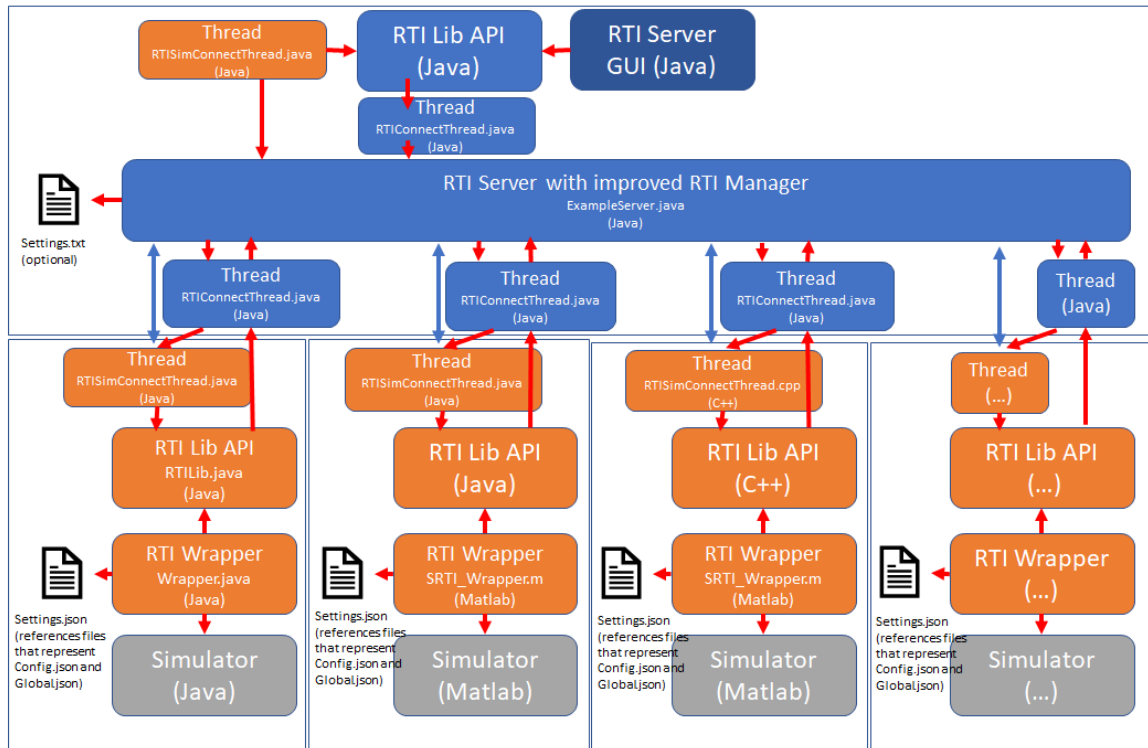 Thread
RTISimConnectThread.java
(Java)
RTI Lib API
(Java)
RTI Server
GUI (Java)
Thread
RTIConnectThread.java
(Java)
RTI Server with improved RTI Manager
ExampleServer.java
(Java)
Settings.txt
(optional)
Thread
RTIConnectThread.java
(Java)
Thread
RTIConnectThread.java
(Java)
Thread
RTIConnectThread.java
(Java)
Thread
(Java)
Thread
RTISimConnectThread.java
(Java)
Thread
RTISimConnectThread.java
(Java)
Thread
RTISimConnectThread.cpp
(C++)
Thread
(...)
RTI Lib API
RTILib.java
(Java)
RTI Lib API
(Java)
RTI Lib API
(C++)
RTI Lib API
(...)
RTI Wrapper
Wrapper.java
(Java)
RTI Wrapper
SRTI_Wrapper.m
(Matlab)
RTI Wrapper
SRTI_Wrapper.m
(Matlab)
RTI Wrapper
(...)
Settings.json
(references files
that represent
Config.json and
Global.json)
Settings.json
(references files
that represent
Config.json and
Global.json)
Settings.json
(references files
that represent
Config.json and
Global.json)
Settings.json
(references files
that represent
Config.json and
Global.json)
Simulator
(Java)
Simulator
(Matlab)
Simulator
(Matlab)
Simulator
(...)